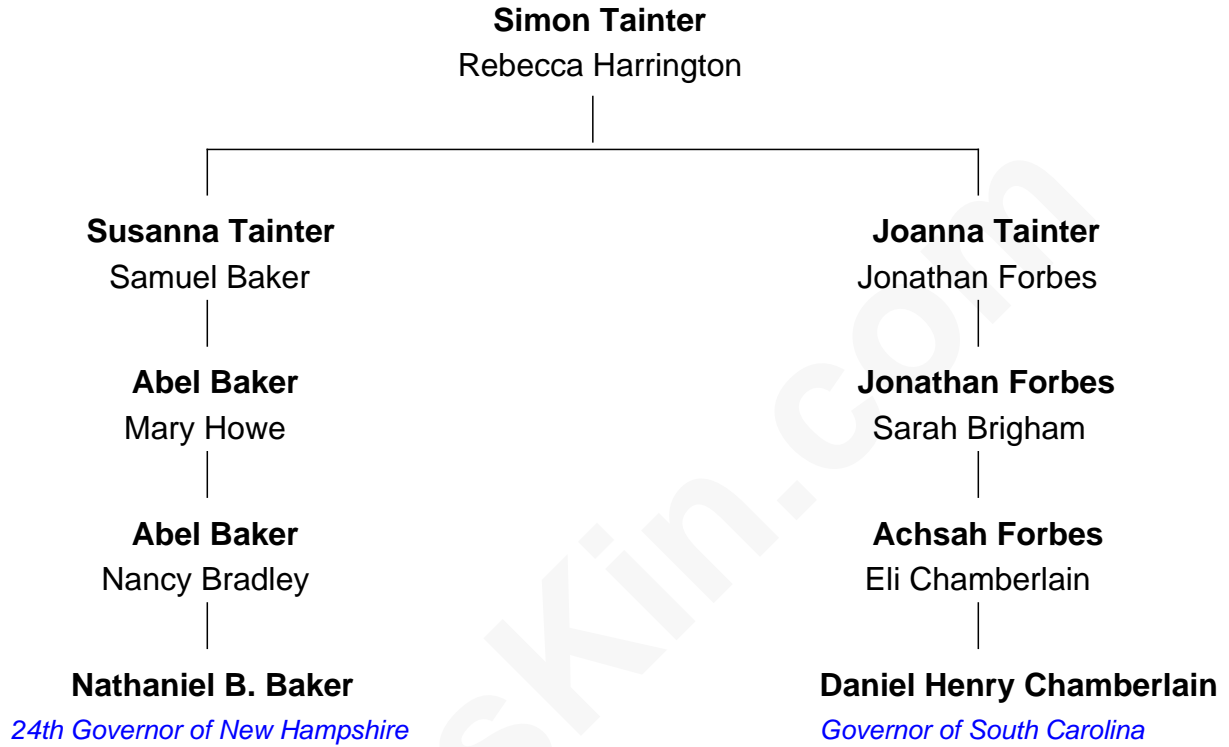 Simon Tainter
Rebecca Harrington
Susanna Tainter
Samuel Baker
Joanna Tainter
Jonathan Forbes
Abel Baker
Mary Howe
Jonathan Forbes
Sarah Brigham
Abel Baker
Nancy Bradley
Achsah Forbes
Eli Chamberlain
Nathaniel B. Baker
24th Governor of New Hampshire
Daniel Henry Chamberlain
Governor of South Carolina
sKin.com